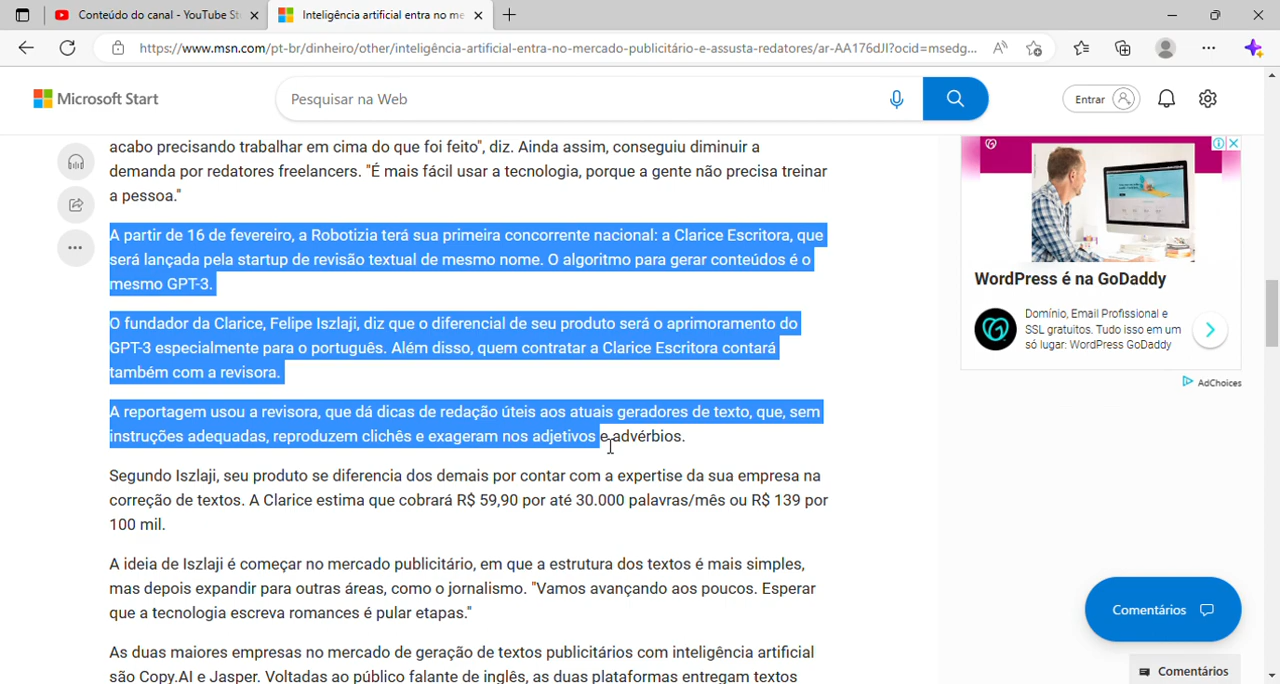 Conteúdo do canal - YouTube St
Inteligência artificial entra no me
https://www.msn.com/pt-br/dinheiro/other/inteligência-artificial-entra-no-mercado-publicitário-e-assusta-redatores/ar-AA176dJl?ocid=msedg...
Microsoft Start
Pesquisar na Web
Entrar
acabo precisando trabalhar em cima do que foi feito", diz. Ainda assim, conseguiu diminuir a
demanda por redatores freelancers. "É mais fácil usar a tecnologia, porque a gente não precisa treinar
a pessoa."
A partir de 16 de fevereiro, a Robotizia terá sua primeira concorrente nacional: a Clarice Escritora, que
será lançada pela startup de revisão textual de mesmo nome. O algoritmo para gerar conteúdos é o
mesmo GPT-3.
O fundador da Clarice, Felipe Iszlaji, diz que o diferencial de seu produto será o aprimoramento do
GPT-3 especialmente para o português. Além disso, quem contratar a Clarice Escritora contará
também com a revisora.
A reportagem usou a revisora, que dá dicas de redação úteis aos atuais geradores de texto, que, sem
instruções adequadas, reproduzem clichês e exageram nos adjetivos e advérbios.
Segundo Iszlaji, seu produto se diferencia dos demais por contar com a expertise da sua empresa na
correção de textos. A Clarice estima que cobrará R$ 59,90 por até 30.000 palavras/mês ou R$ 139 por
100 mil.
A ideia de Iszlaji é começar no mercado publicitário, em que a estrutura dos textos é mais simples,
mas depois expandir para outras áreas, como o jornalismo. "Vamos avançando aos poucos. Esperar
que a tecnologia escreva romances é pular etapas."
As duas maiores empresas no mercado de geração de textos publicitários com inteligência artificial
são Copy.AI e Jasper. Voltadas ao público falante de inglês, as duas plataformas entregam textos
WordPress é na GoDaddy
Domínio, Email Profissional e
SSL gratuitos. Tudo isso em um
só lugar: WordPress GoDaddy
AdChoices
Comentários
Comentários